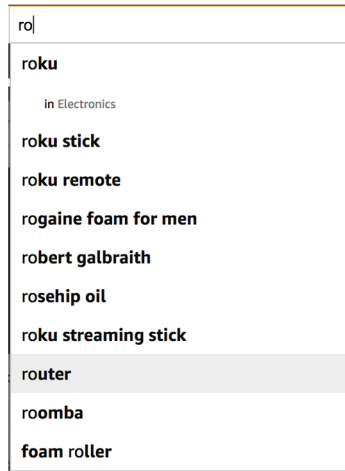 ro
roku
in Electronics
roku stick
roku remote
rogaine foam for men
robert galbraith
rosehip oil
roku streaming stick
router
roomba
foam roller